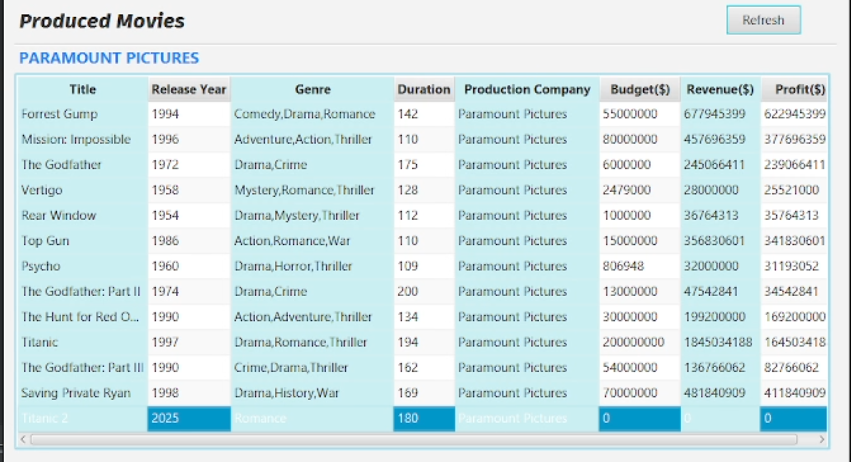 Produced Movies
Refresh
PARAMOUNT PICTURES
Title Release Year Genre Duration Production Company Budget($) Revenue($) Profit($)
Forrest Gump 1994 Comedy,Drama,Romance 142 Paramount Pictures 55000000 677945399 622945399
Mission: Impossible 1996 Adventure,Action,Thriller 110 Paramount Pictures 80000000 457696359 377696359
The Godfather 1972 Drama,Crime 175 Paramount Pictures 6000000 245066411 239066411
Vertigo 1958 Mystery,Romance,Thriller 128 Paramount Pictures 2479000 28000000 25521000
Rear Window 1954 Drama,Mystery,Thriller 112 Paramount Pictures 1000000 36764313 35764313
Top Gun 1986 Action,Romance,War 110 Paramount Pictures 15000000 356830601 341830601
Psycho 1960 Drama,Horror,Thriller 109 Paramount Pictures 806948 32000000 31193052
The Godfather: Part II 1974 Drama,Crime 200 Paramount Pictures 13000000 47542841 34542841
The Hunt for Red O... 1990 Action,Adventure,Thriller 134 Paramount Pictures 30000000 199200000 169200000
Titanic 1997 Drama,Romance,Thriller 194 Paramount Pictures 200000000 1845034188 164503418
The Godfather: Part III 1990 Crime,Drama,Thriller 162 Paramount Pictures 54000000 136766062 82766062
Saving Private Ryan 1998 Drama,History,War 169 Paramount Pictures 70000000 481840909 411840909
Titanic 2 2025 Romance 180 Paramount Pictures 0 0 0